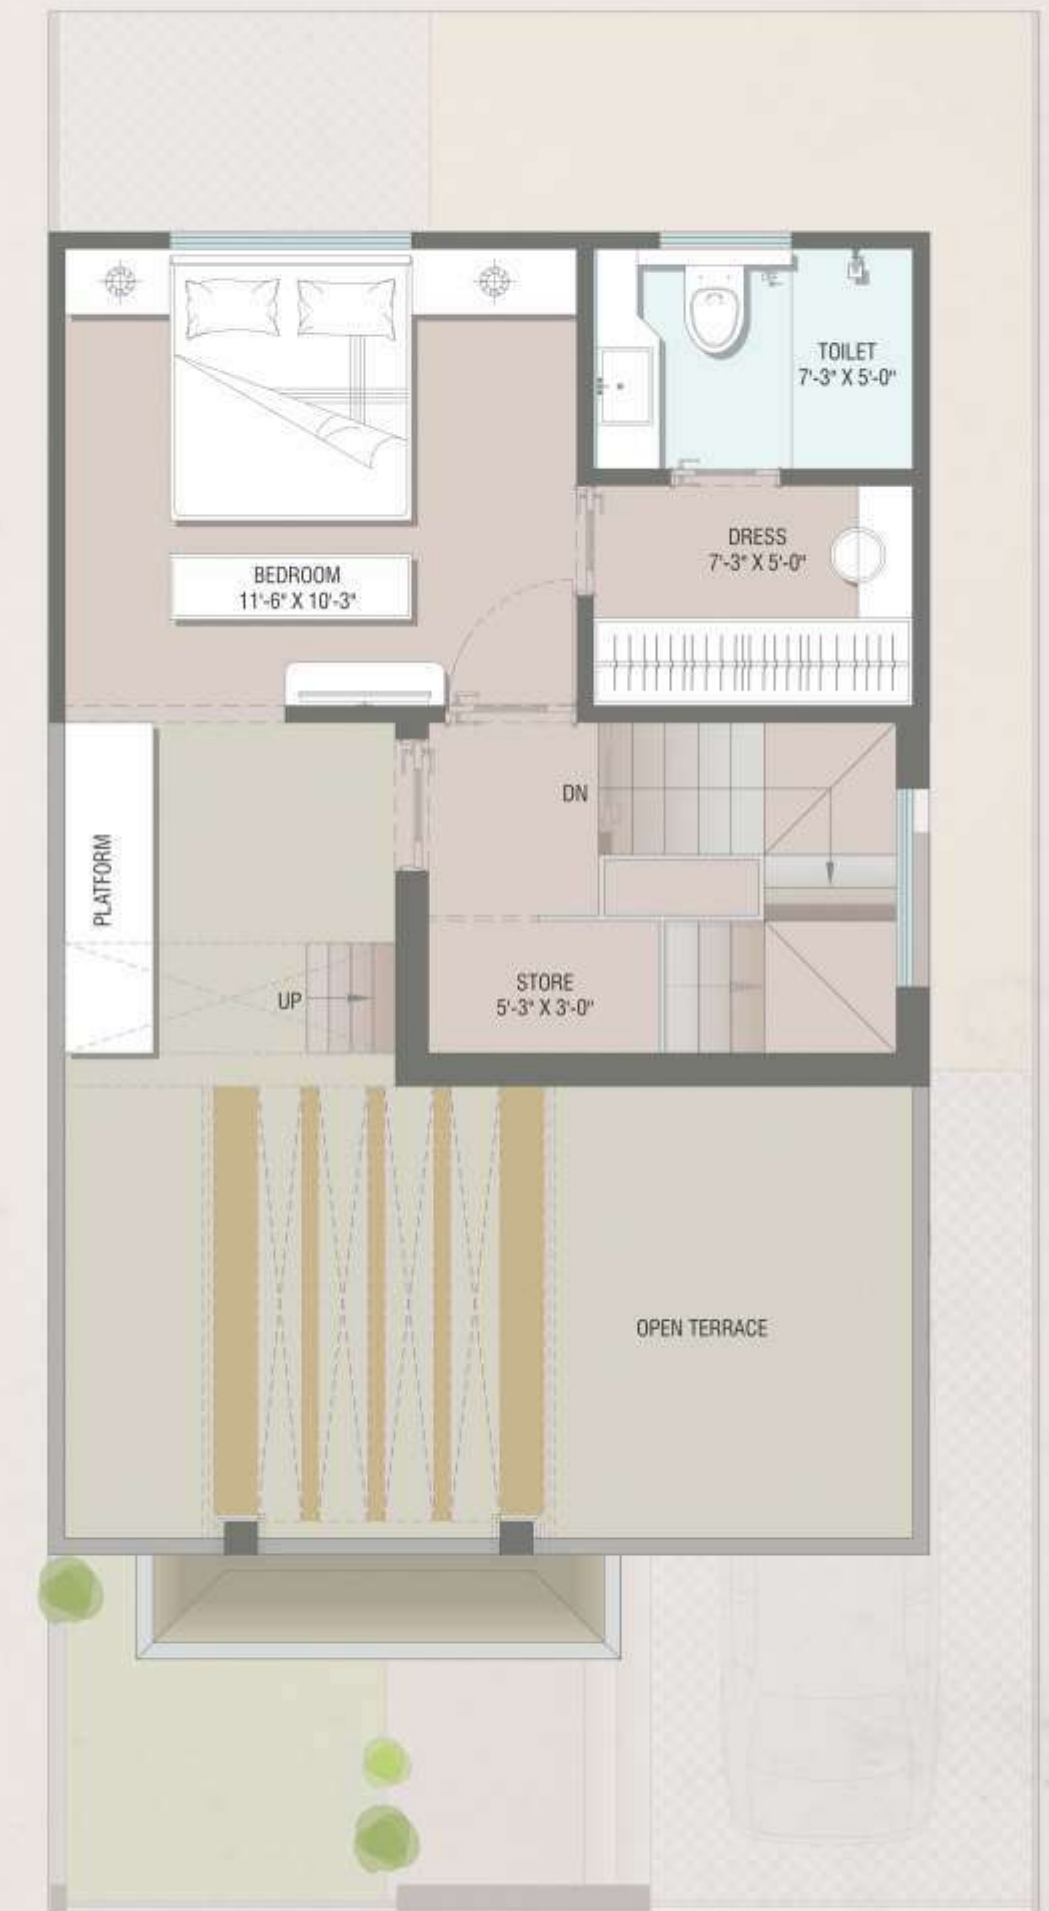 TOILET
7'-3" X 5'-0"
DRESS
7'-3" X 5'-0"
BEDROOM
11'-6" X 10'-3"
DN
PLATFORM
STORE
5'-3" X 3'-0"
UP
OPEN TERRACE